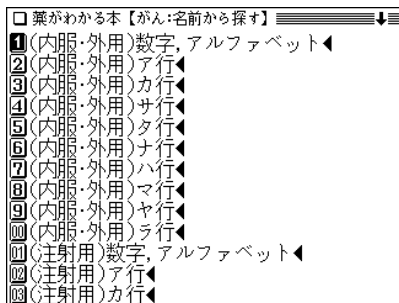 □ 薬がわかる本【がん:名前から探す】
1(内服・外用)数字,アルファベット◀
2(内服・外用)ア行◀
3(内服・外用)カ行◀
4(内服・外用)サ行◀
5(内服・外用)タ行◀
6(内服・外用)ナ行◀
7(内服・外用)ハ行◀
8(内服・外用)マ行◀
9(内服・外用)ヤ行◀
00(内服・外用)ラ行◀
01(注射用)数字,アルファベット◀
02(注射用)ア行◀
03(注射用)カ行◀